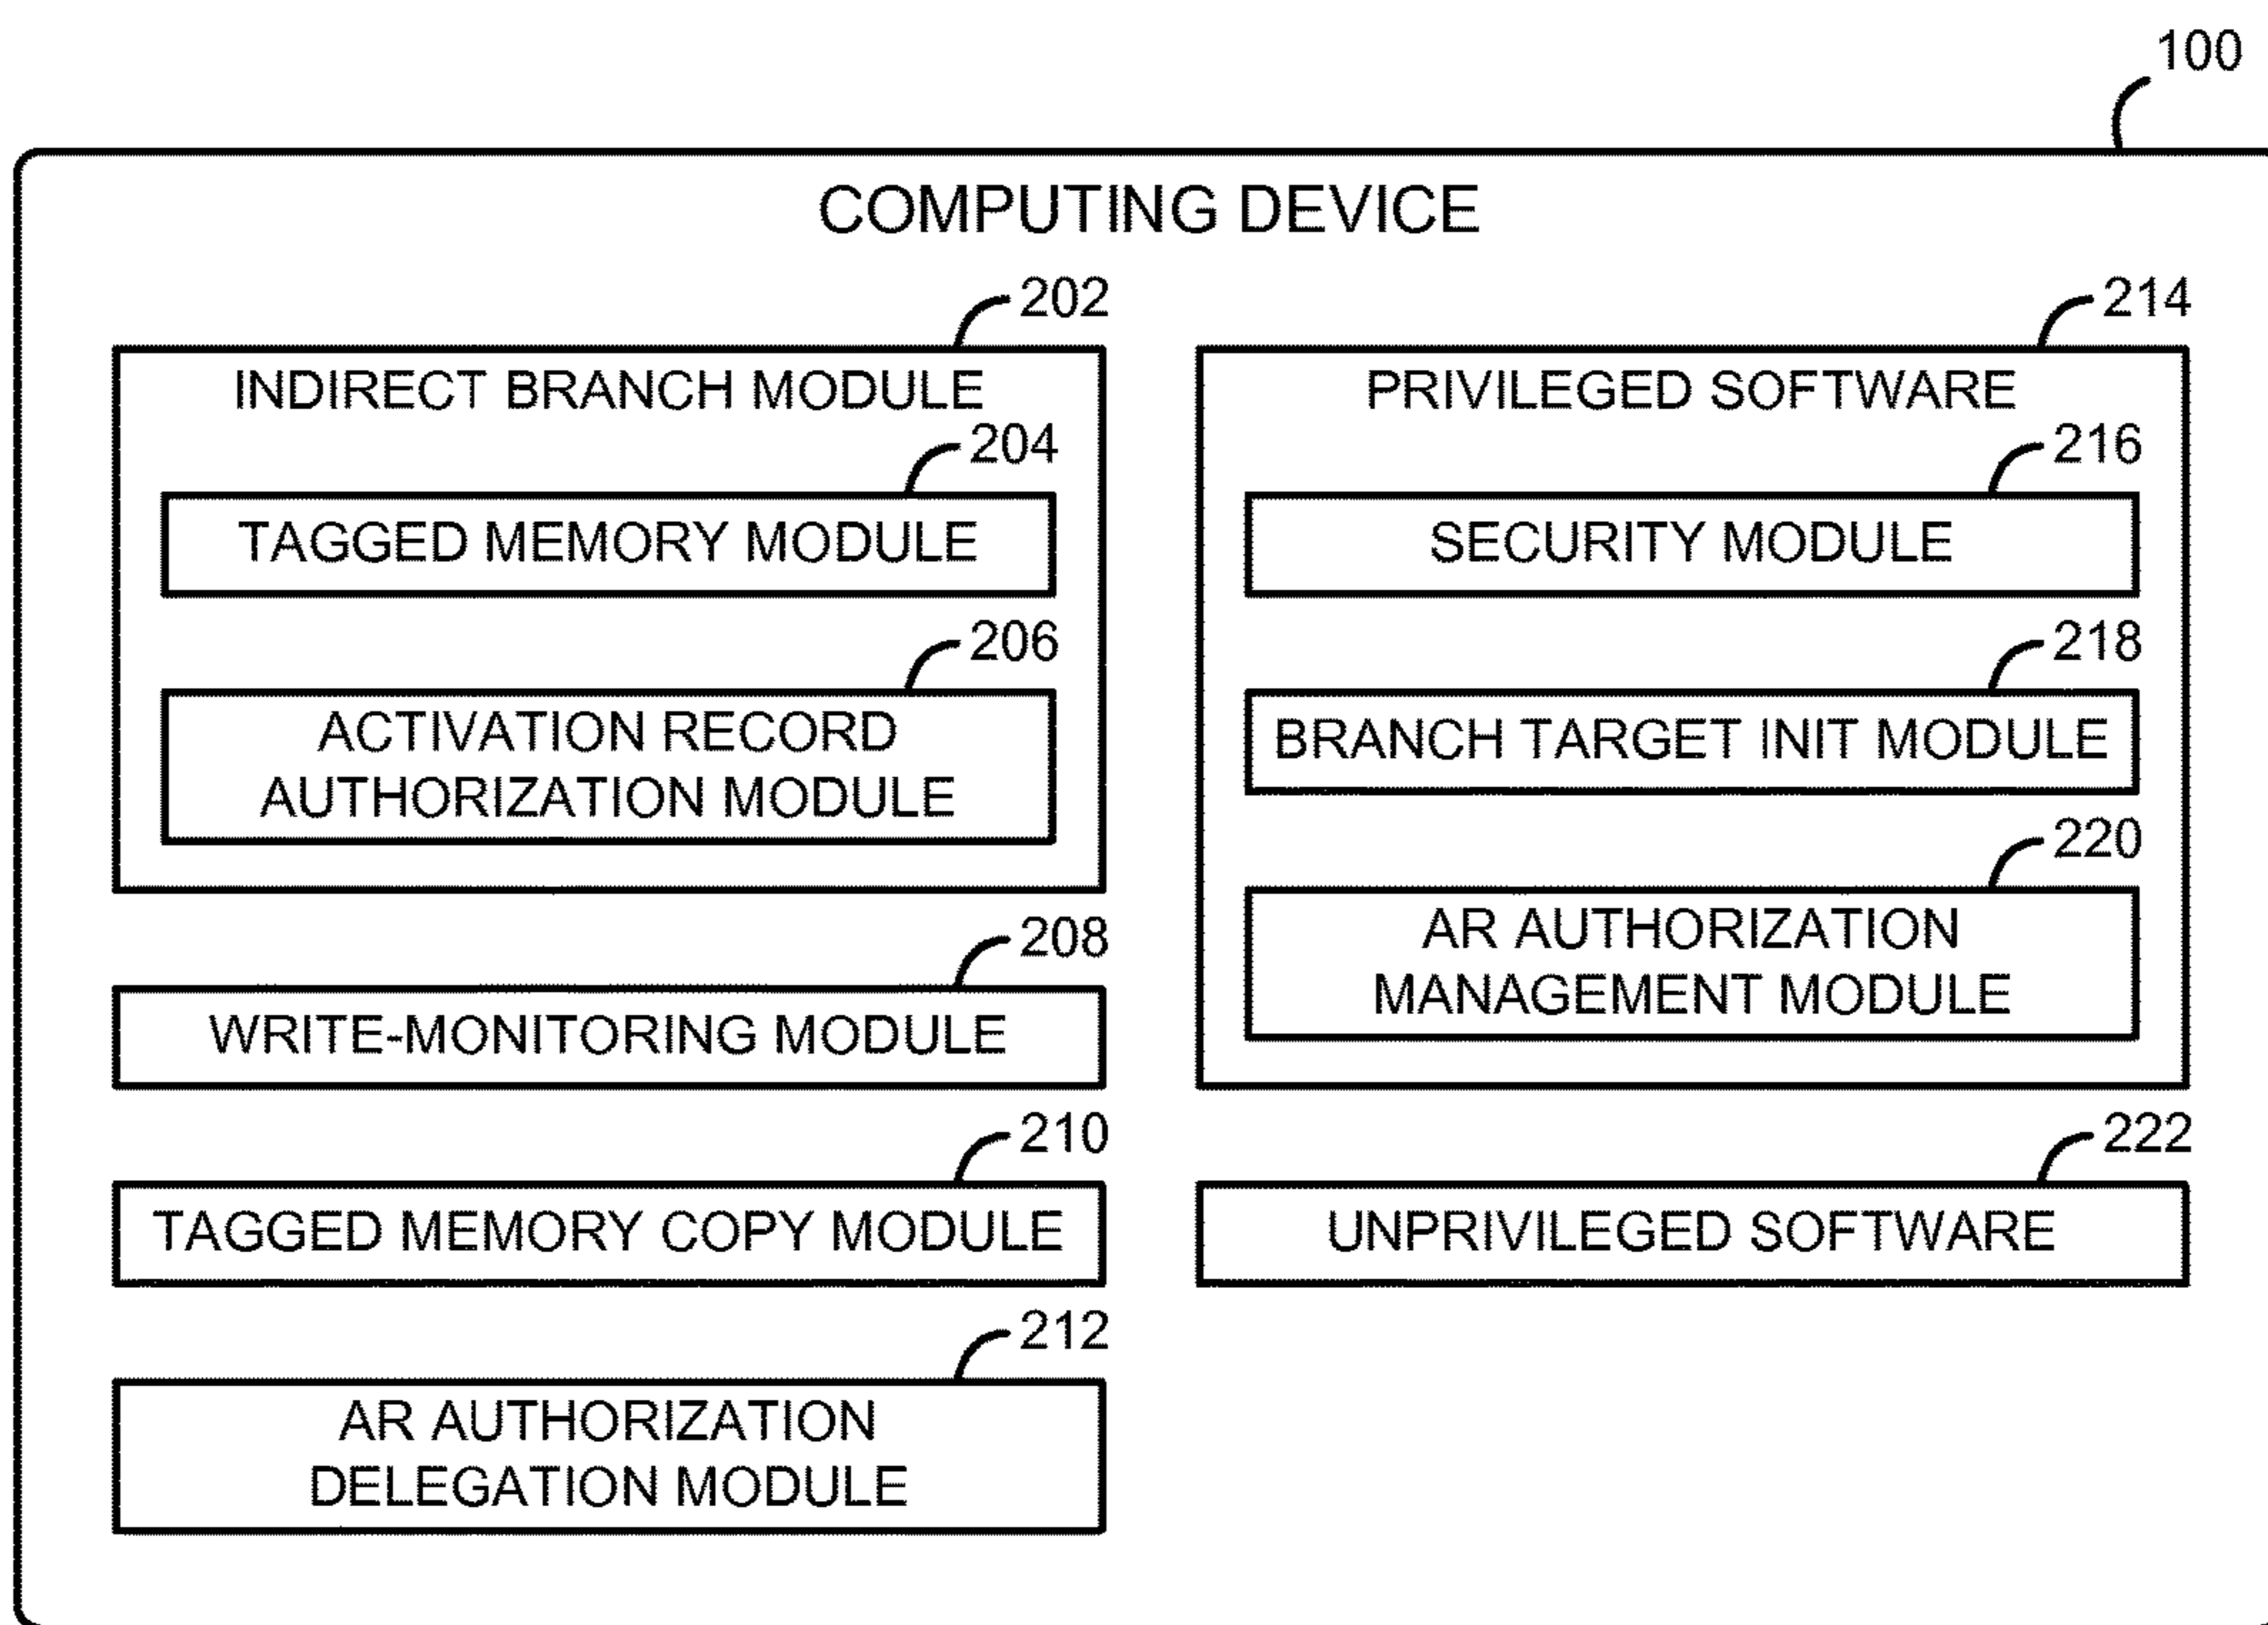 100
COMPUTING DEVICE
202
INDIRECT BRANCH MODULE
204
TAGGED MEMORY MODULE
206
ACTIVATION RECORD
AUTHORIZATION MODULE
208
WRITE-MONITORING MODULE
210
TAGGED MEMORY COPY MODULE
212
AR AUTHORIZATION
DELEGATION MODULE
214
PRIVILEGED SOFTWARE
216
SECURITY MODULE
218
BRANCH TARGET INIT MODULE
220
AR AUTHORIZATION
MANAGEMENT MODULE
222
UNPRIVILEGED SOFTWARE